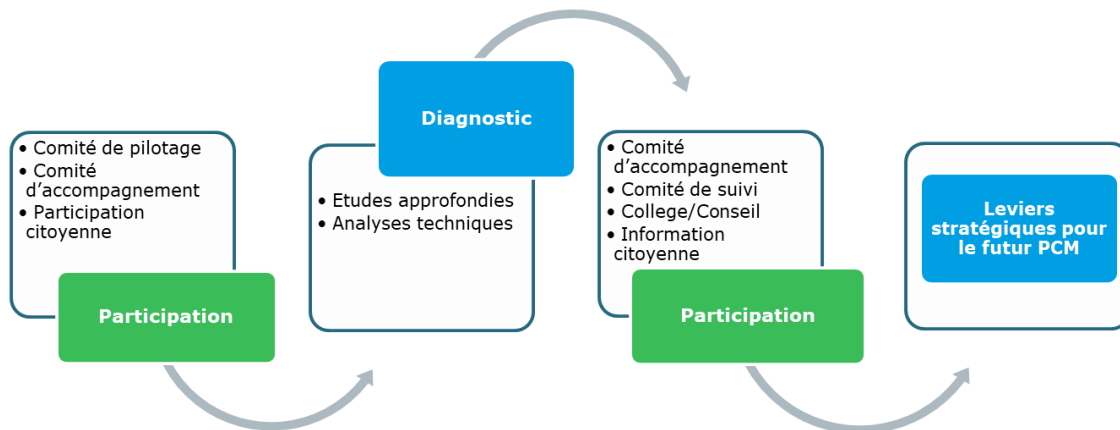 • Comité de pilotage
• Comité
d’accompagnement
• Participation
citoyenne
Participation
Diagnostic
• Etudes approfondies
• Analyses techniques
• Comité
d’accompagnement
• Comité de suivi
• College/Conseil
• Information
citoyenne
Participation
Leviers
stratégiques pour
le futur PCM